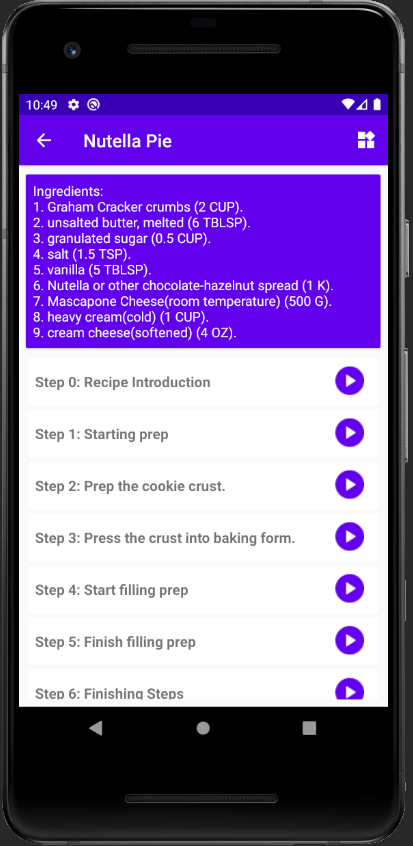 10:49
Nutella Pie
Ingredients:
1. Graham Cracker crumbs (2 CUP).
2. unsalted butter, melted (6 TBLSP).
3. granulated sugar (0.5 CUP).
4. salt (1.5 TSP).
5. vanilla (5 TBLSP).
6. Nutella or other chocolate-hazelnut spread (1 K).
7. Mascapone Cheese(room temperature) (500 G).
8. heavy cream(cold) (1 CUP).
9. cream cheese(softened) (4 OZ).
Step 0: Recipe Introduction
Step 1: Starting prep
Step 2: Prep the cookie crust.
Step 3: Press the crust into baking form.
Step 4: Start filling prep
Step 5: Finish filling prep
Step 6: Finishing Steps